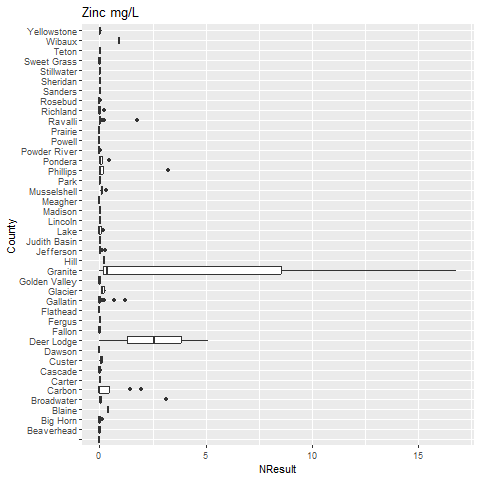 Zinc mg/L
Yellowstone
Wibaux
Teton
Sweet Grass
Stillwater
Sheridan
Sanders
Rosebud
Richland
Ravalli
Prairie
Powell
Powder River
Pondera
Phillips
Park
Musselshell
Meagher
Madison
Lincoln
Lake
Judith Basin
Jefferson
Hill
Granite
Golden Valley
Glacier
Gallatin
Flathead
Fergus
Fallon
Deer Lodge
Dawson
Custer
Cascade
Carter
Carbon
Broadwater
Blaine
Big Horn
Beaverhead
County
0 5 10 15
NResult